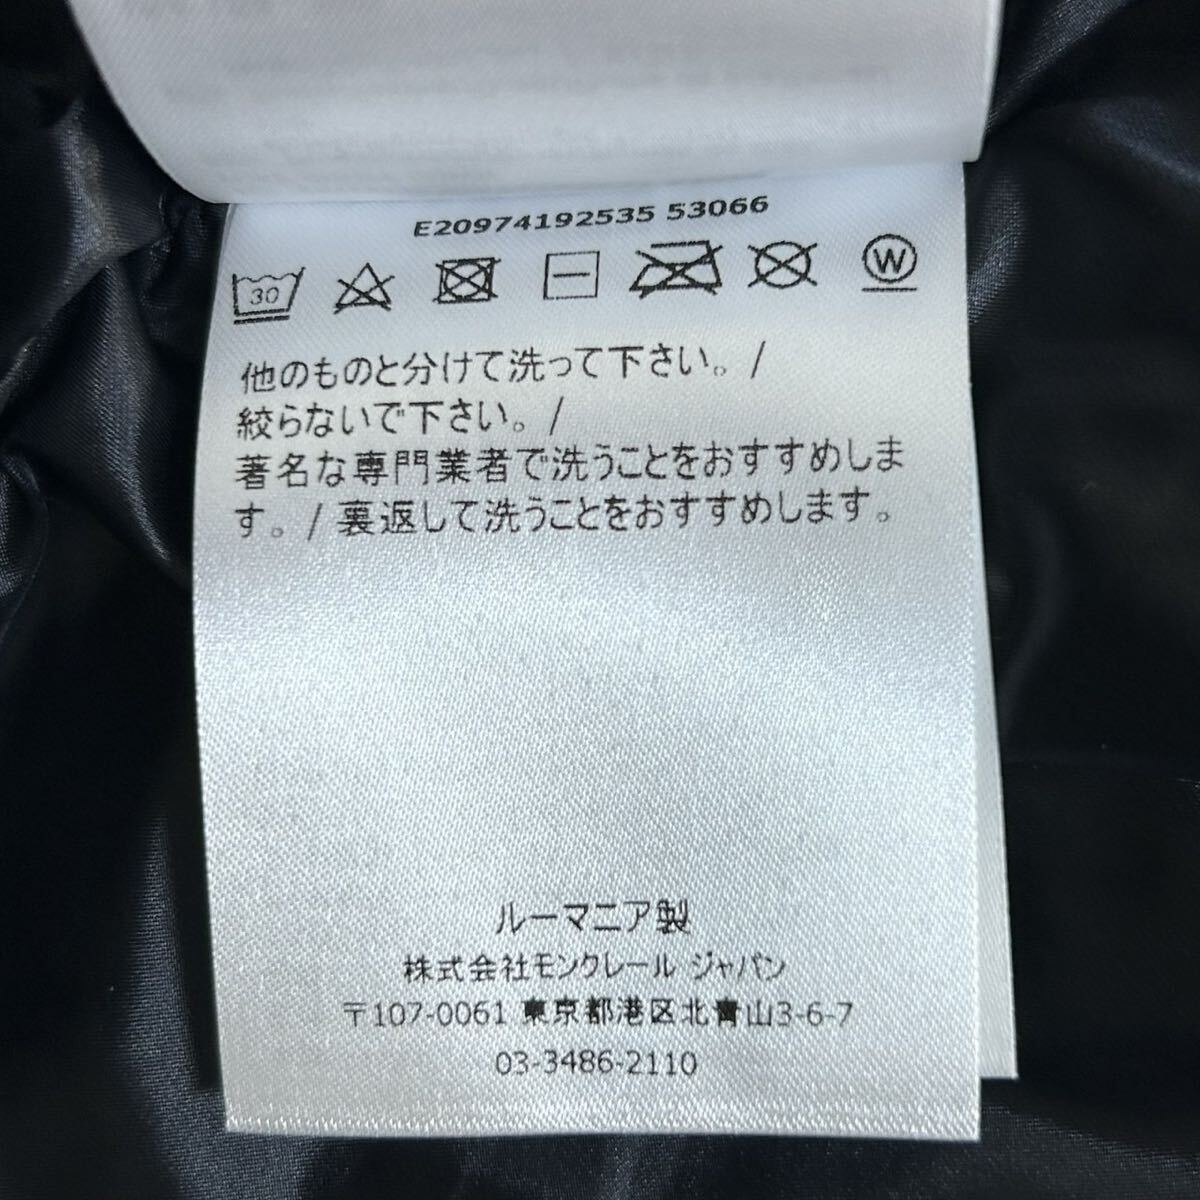 E20974192535 53066
30 W
他のものと分けて洗って下さい。/
絞らないで下さい。/
著名な専門業者で洗うことをおすすめしま
す。/ 裏返して洗うことをおすすめします。
ルーマニア製
株式会社モンクレール ジャパン
〒107-0061 東京都港区北青山3-6-7
03-3486-2110